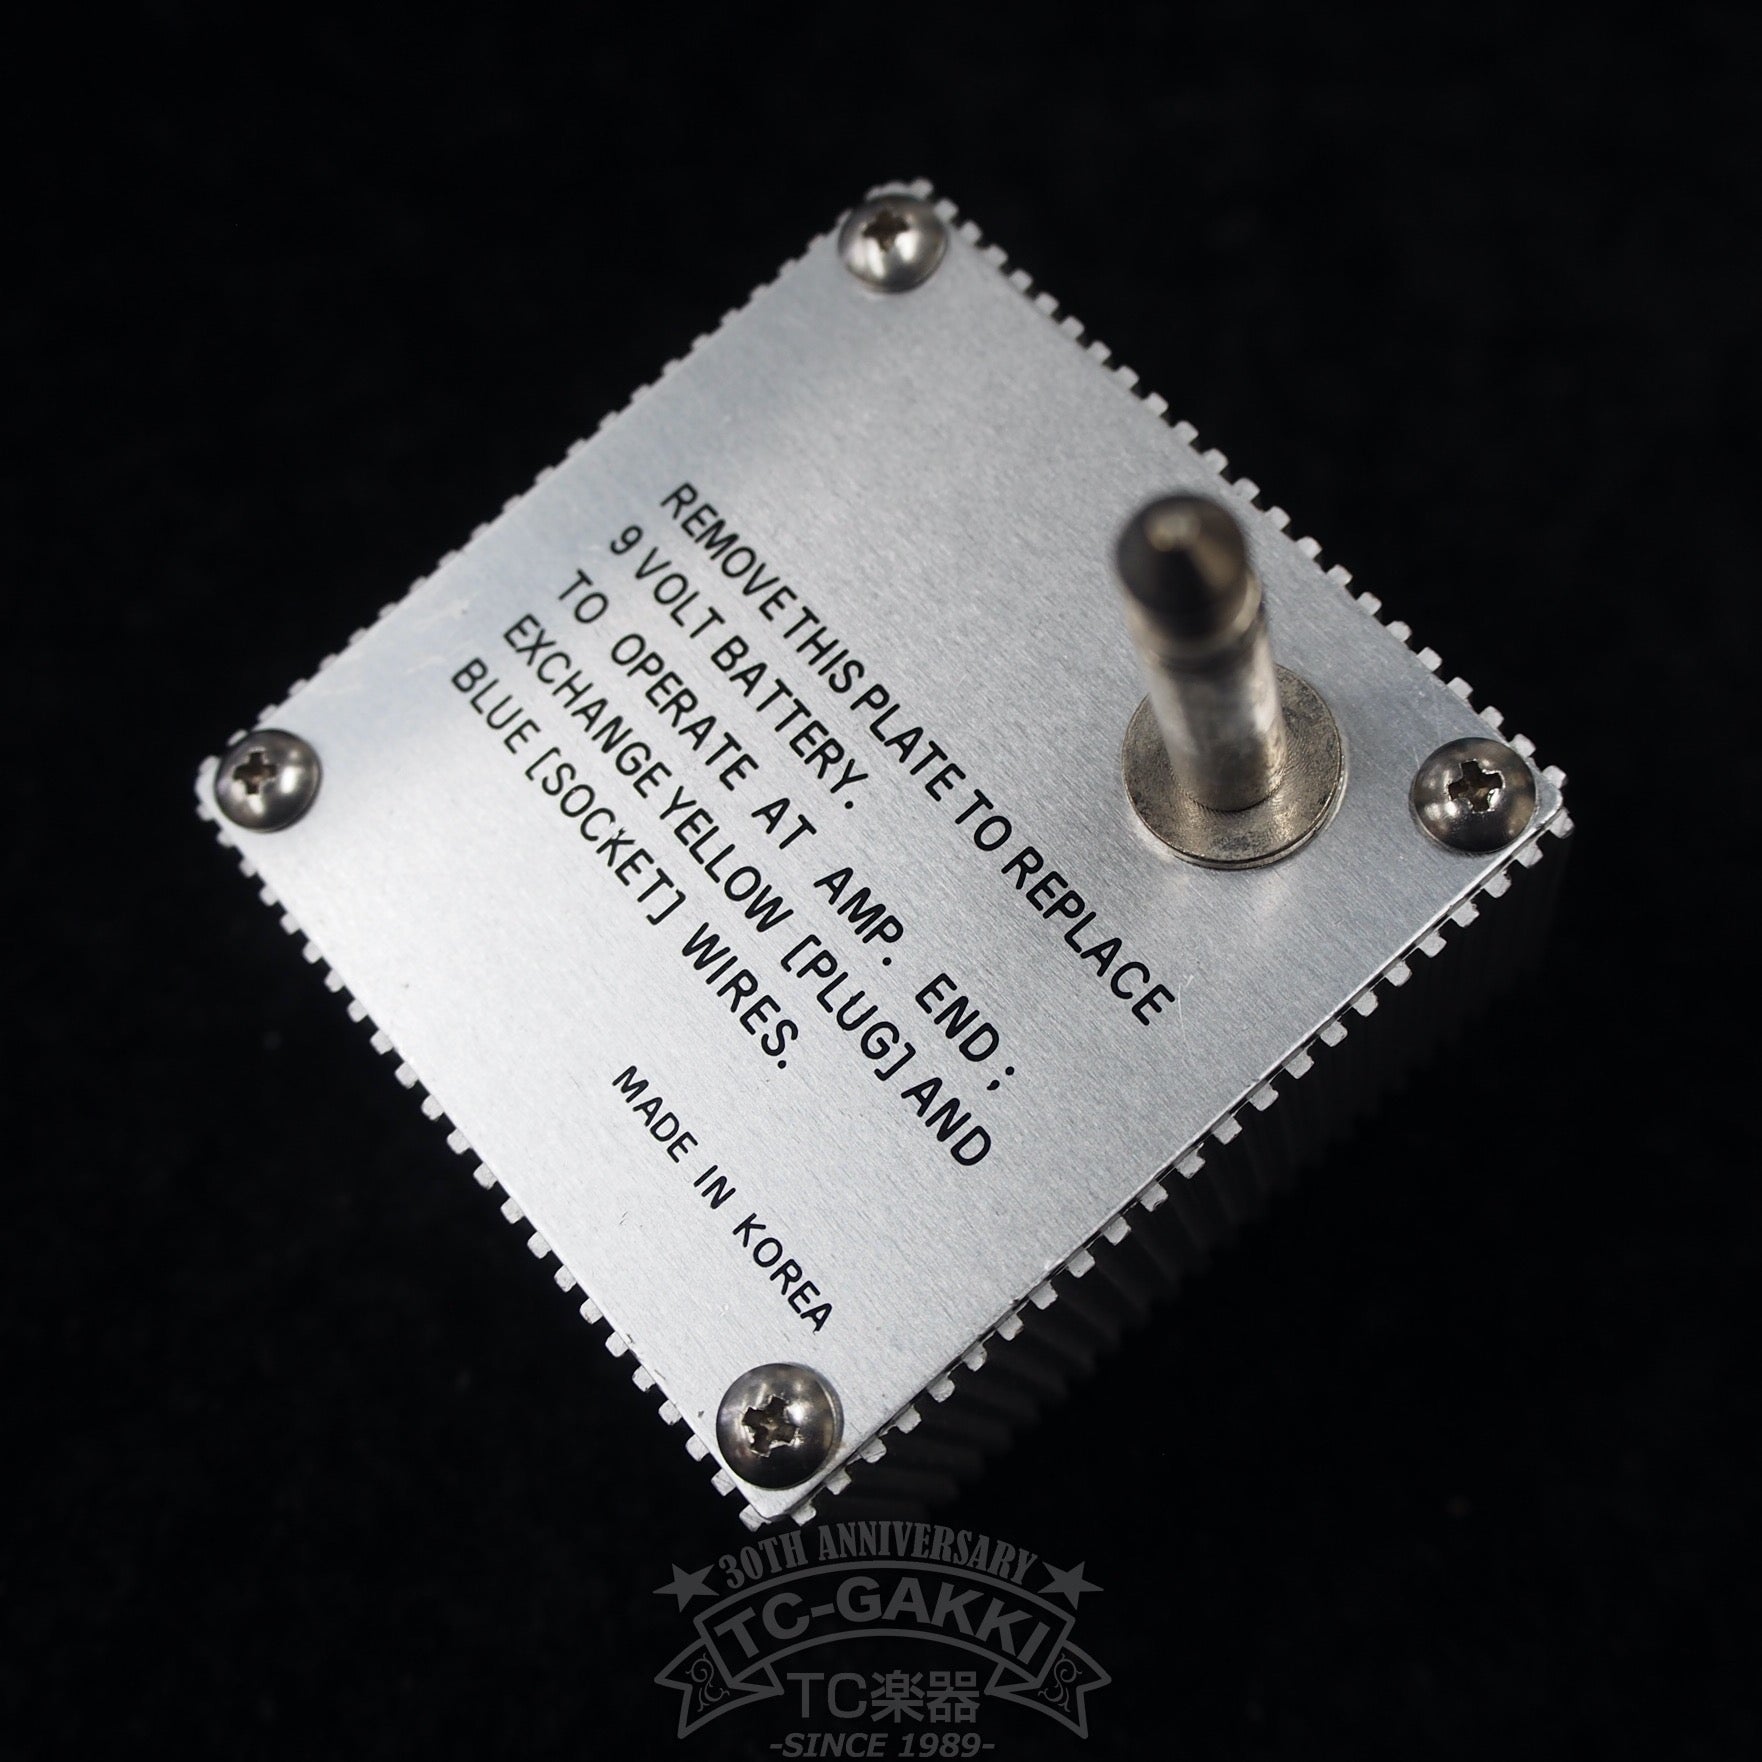 REMOVE THIS PLATE TO REPLACE
9 VOLT BATTERY.
TO OPERATE AT AMP. END;
EXCHANGE YELLOW [PLUG] AND
BLUE [SOCKET] WIRES.
MADE IN KOREA
30TH ANNIVERSARY
TC-GAKKI
TC楽器
-SINCE 1989-